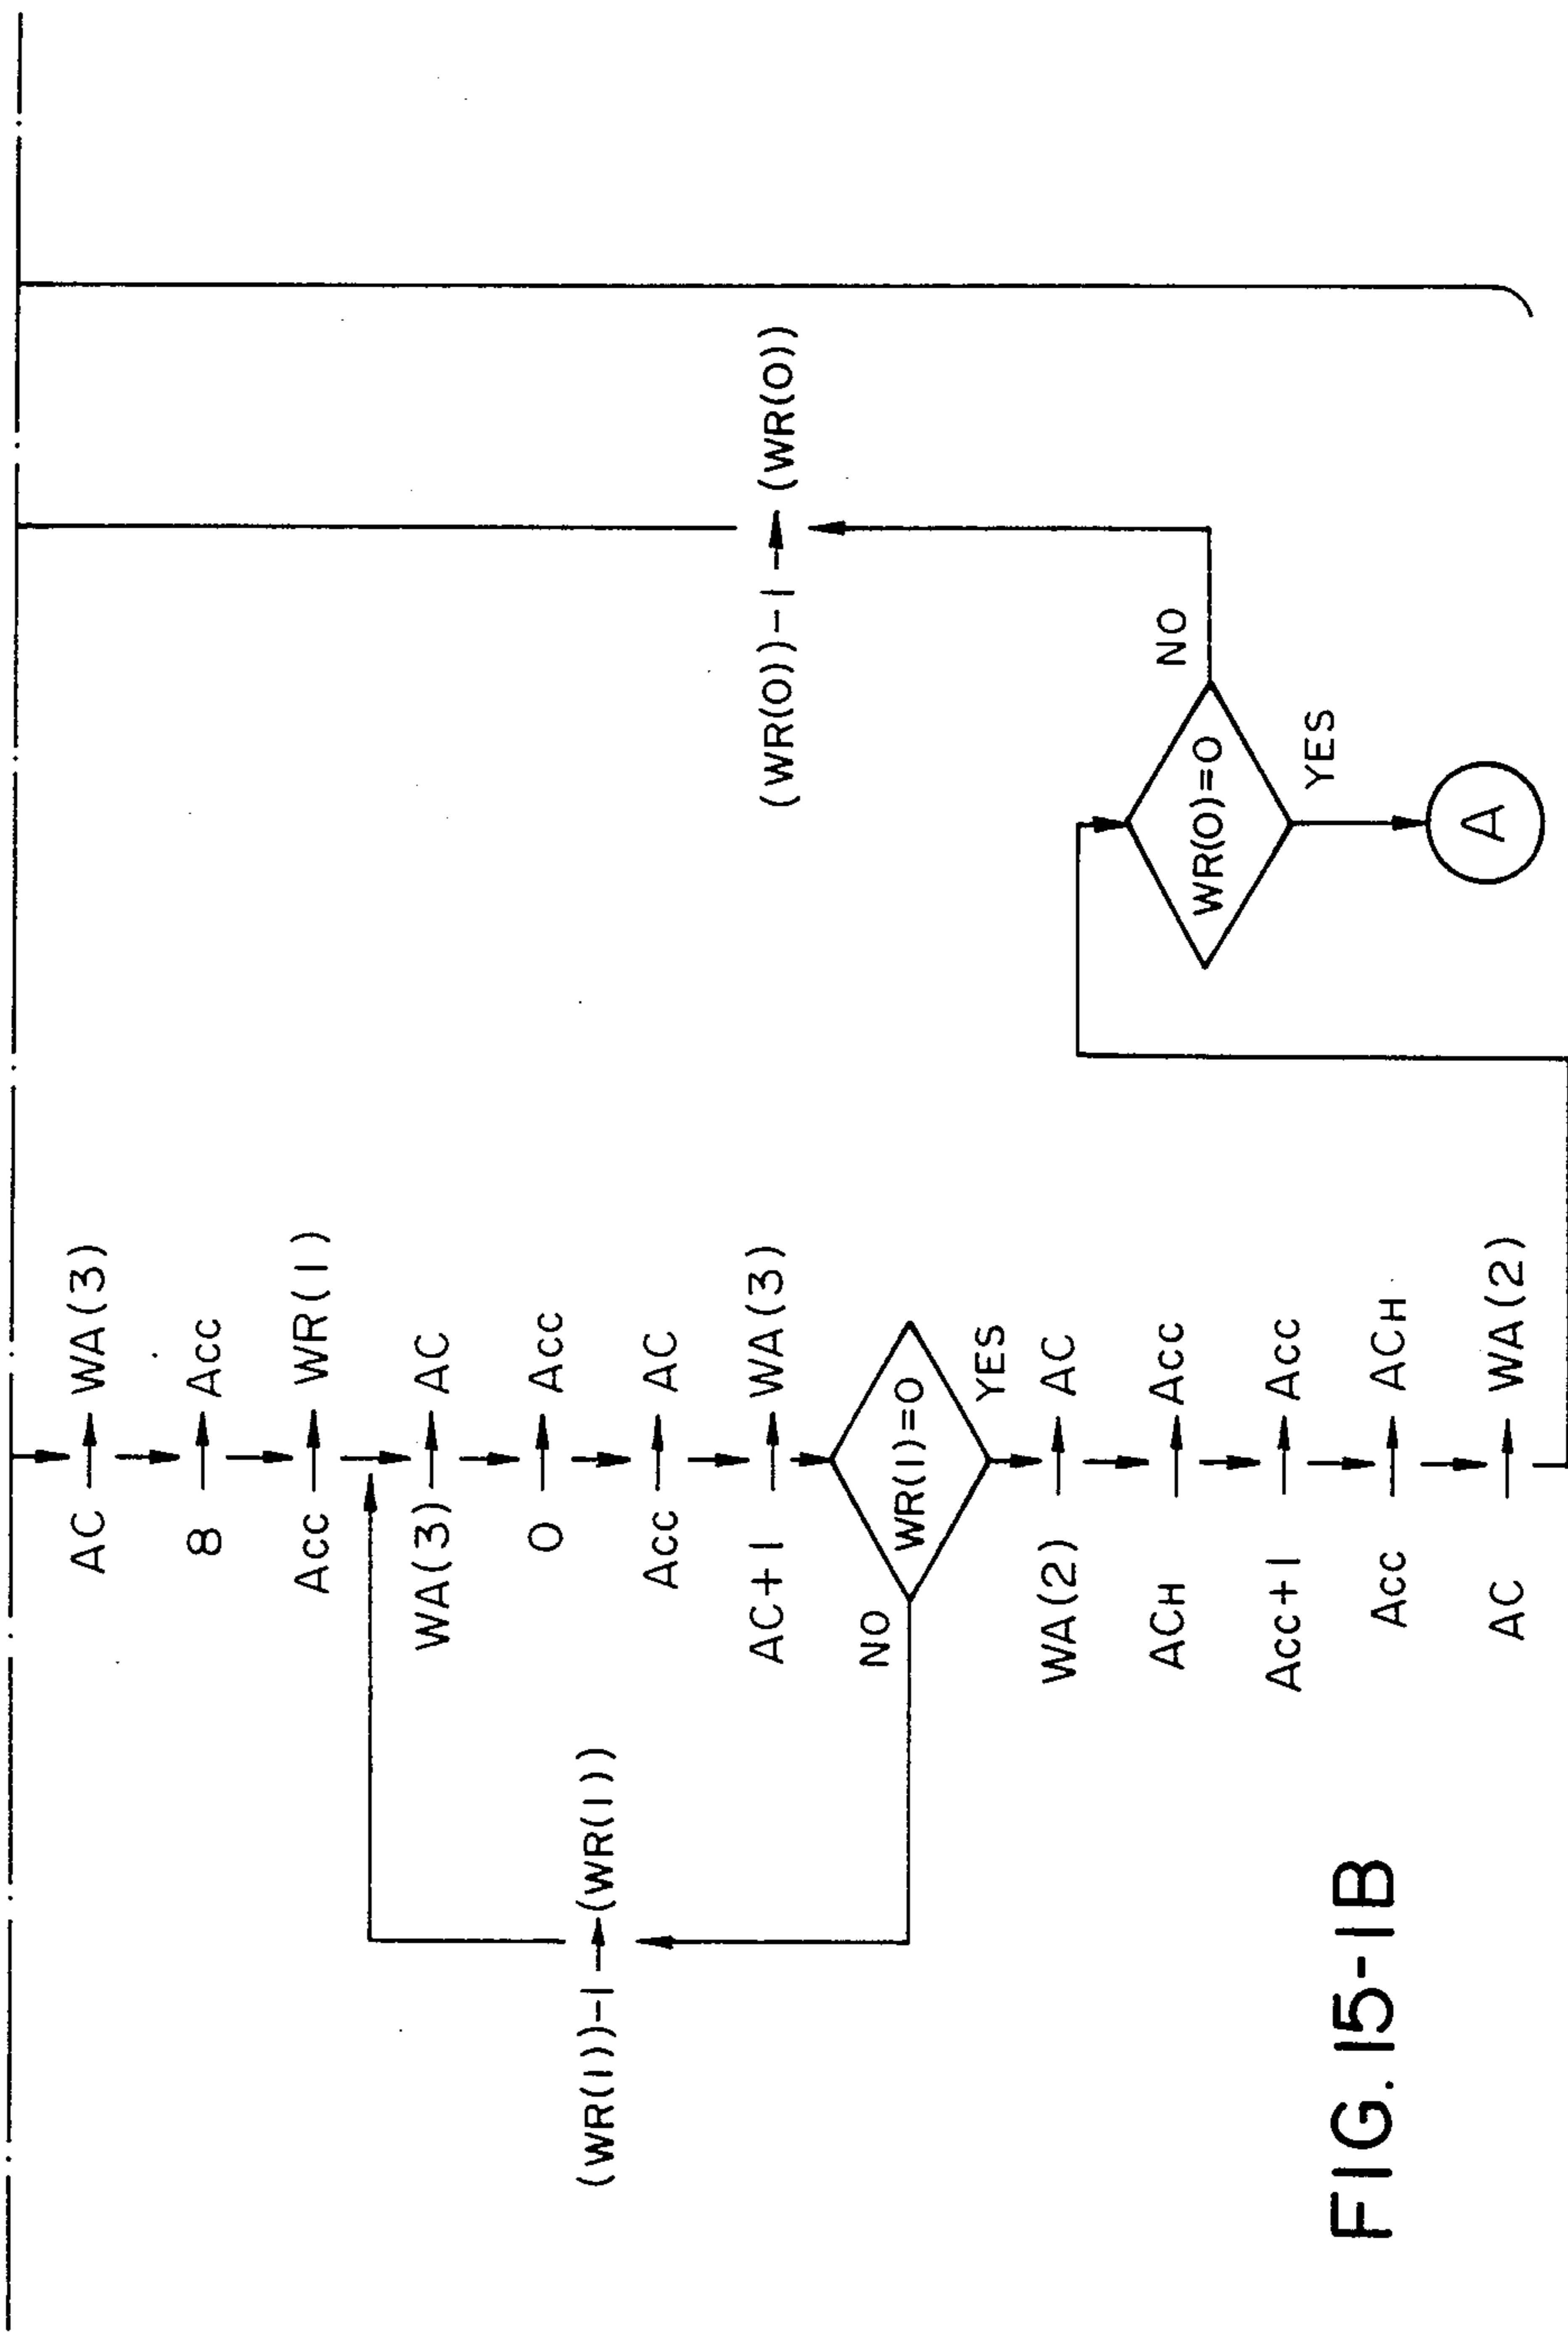 AC → WA(3)
8 → Acc
Acc → WR(1)
WA(3) → AC
0 → Acc
Acc → AC
AC+1 → WA(3)
WR(1)=0
NO
YES
(WR(1))-1 → (WR(1))
WA(2) → AC
ACH → Acc
Acc+1 → Acc
Acc → ACH
AC → WA(2)
(WR(0))-1 → (WR(0))
WR(0)=0
NO
YES
A
FIG. 15-1B